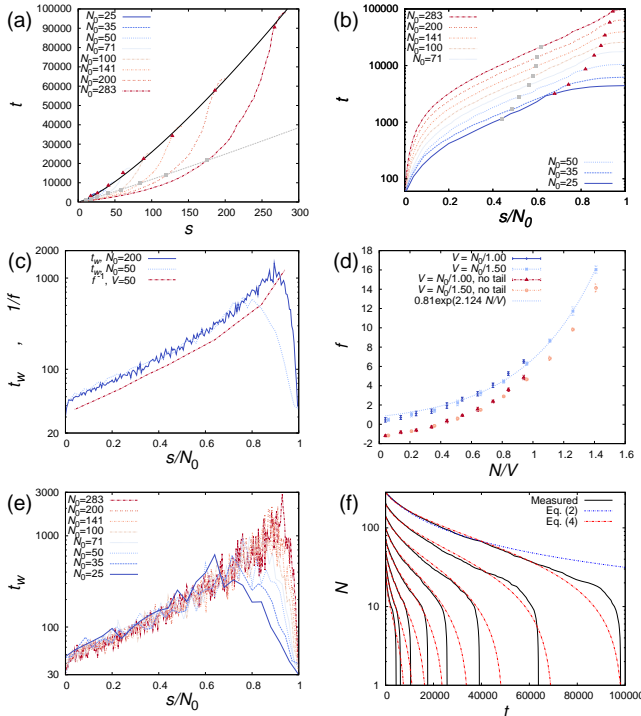 (a)
N₀=25
N₀=35
N₀=50
N₀=71
N₀=100
N₀=141
N₀=200
N₀=283
100000
90000
80000
70000
60000
50000
40000
30000
20000
10000
0
t
0 50 100 150 200 250 300
s
(b)
N₀=283
N₀=200
N₀=141
N₀=100
N₀=71
N₀=50
N₀=35
N₀=25
100000
10000
1000
100
t
0 0.2 0.4 0.6 0.8 1
s/N₀
(c)
t_w, N₀=200
t_w, N₀=50
f⁻¹, V=50
1000
100
20
t_w , 1/f
0 0.2 0.4 0.6 0.8 1
s/N₀
(d)
V = N₀/1.00
V = N₀/1.50
V = N₀/1.00, no tail
V = N₀/1.50, no tail
0.81exp(2.124 N/V)
18
16
14
12
10
8
6
4
2
0
-2
f
0 0.2 0.4 0.6 0.8 1 1.2 1.4 1.6
N/V
(e)
N₀=283
N₀=200
N₀=141
N₀=100
N₀=71
N₀=50
N₀=35
N₀=25
3000
1000
100
30
t_w
0 0.2 0.4 0.6 0.8 1
s/N₀
(f)
Measured
Eq. (2)
Eq. (4)
100
10
1
N
0 20000 40000 60000 80000 100000
t